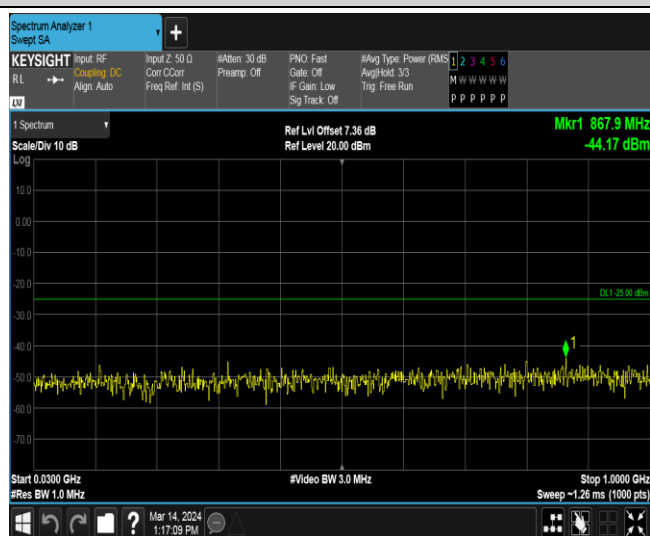 Spectrum Analyzer 1
Swept SA
+
KEYSIGHT Input: RF Input Z: 50 Ω #Atten: 30 dB PNO: Fast #Avg Type: Power (RMS 1 2 3 4 5 6
RL Coupling: DC Corr CCorr Preamp: Off Gate: Off Avg|Hold: 3/3 M W W W W W
Align: Auto Freq Ref: Int (S) IF Gain: Low Trig: Free Run
Sig Track: Off P P P P P P
LXI
1 Spectrum Ref Lvl Offset 7.36 dB Mkr1 867.9 MHz
Scale/Div 10 dB Ref Level 20.00 dBm -44.17 dBm
Log
10.0
0.00
-10.0
-20.0
DL1 -25.00 dBm
-30.0
-40.0
1
-50.0
-60.0
-70.0
Start 0.0300 GHz #Video BW 3.0 MHz Stop 1.0000 GHz
#Res BW 1.0 MHz Sweep ~1.26 ms (1000 pts)
? Mar 14, 2024
1:17:09 PM